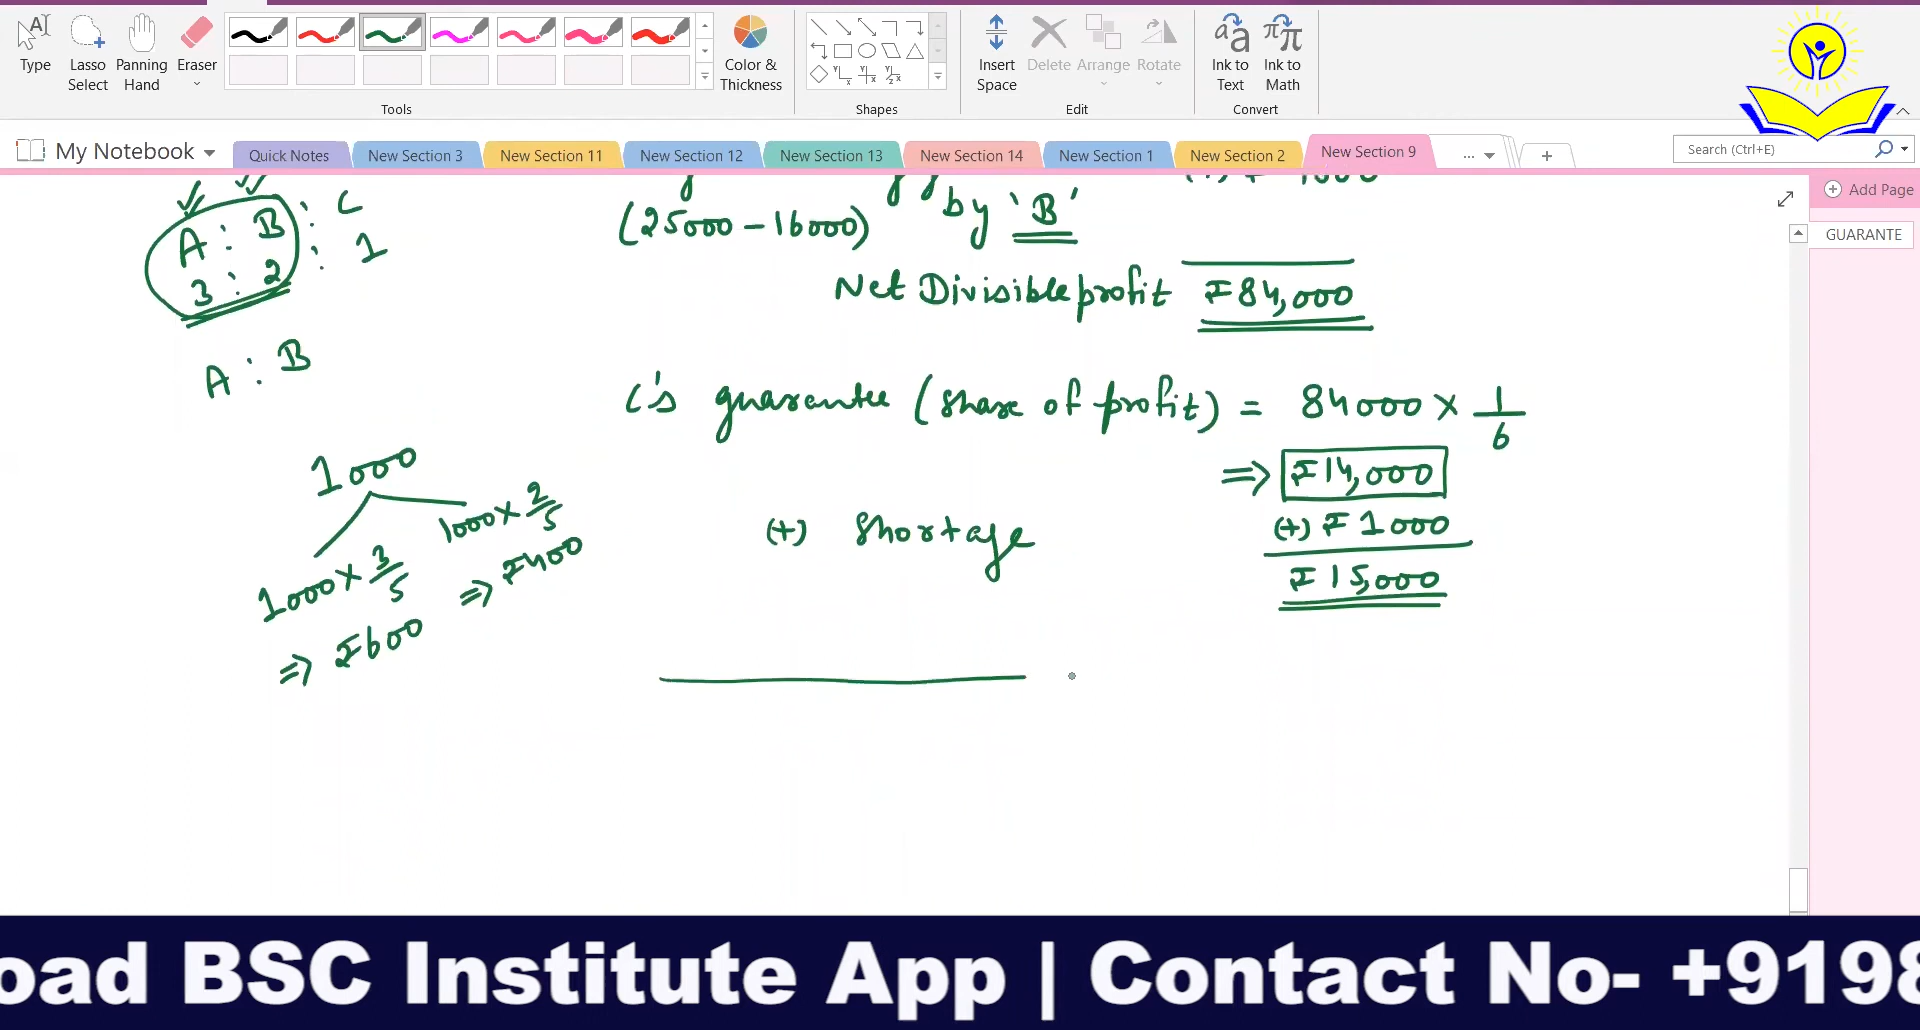 Type
Lasso Select
Panning Hand
Eraser
Color & Thickness
Insert Space
Delete
Arrange
Rotate
Ink to Text
Ink to Math
Tools
Shapes
Edit
Convert
My Notebook
Quick Notes
New Section 3
New Section 11
New Section 12
New Section 13
New Section 14
New Section 1
New Section 2
New Section 9
...
+
Search (Ctrl+E)
Add Page
GUARANTE
A : B : C
3 : 2 : 1
A : B
1000
1000 × 3/5
⇒ ₹600
1000 × 2/5
⇒ ₹400
by 'B'
(25000 - 16000)
Net Divisible profit ₹84,000
C's guarantee (share of profit) = 84000 × 1/6
⇒ ₹14,000
(+) Shortage (+) ₹1000
₹15,000
oad BSC Institute App | Contact No- +9198